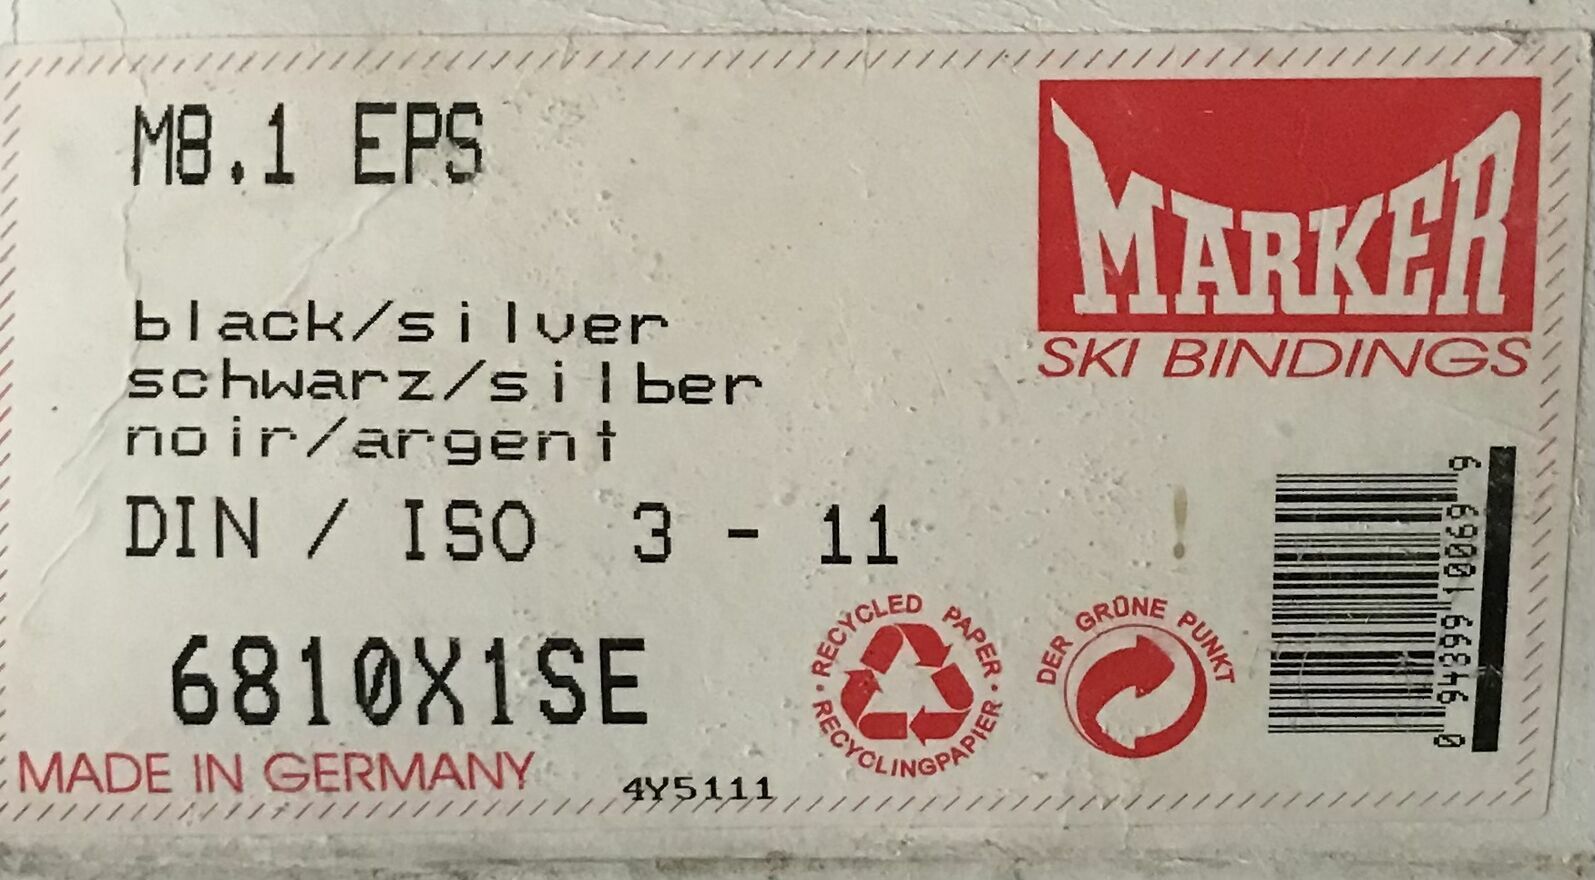 M8.1 EPS
MARKER
SKI BINDINGS
black/silver
schwarz/silber
noir/argent
DIN / ISO 3 - 11
6810X1SE
MADE IN GERMANY
4Y5111
RECYCLED PAPER · RECYCLINGPAPIER ·
DER GRÜNE PUNKT
0 94399 10069 9